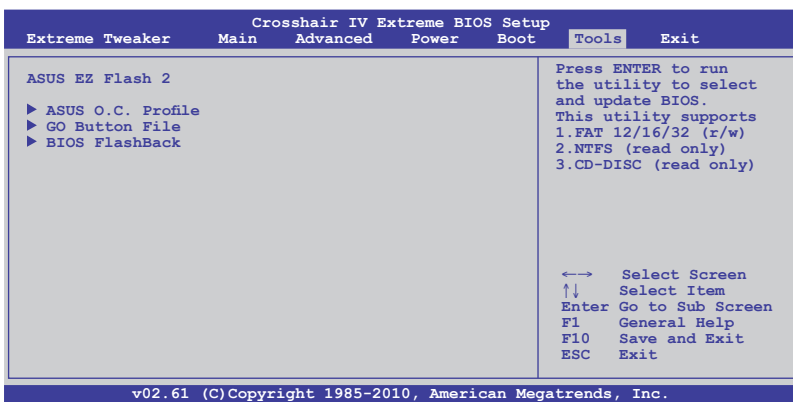 Crosshair IV Extreme BIOS Setup
Extreme Tweaker Main Advanced Power Boot Tools Exit
ASUS EZ Flash 2
ASUS O.C. Profile
GO Button File
BIOS FlashBack
Press ENTER to run
the utility to select
and update BIOS.
This utility supports
1.FAT 12/16/32 (r/w)
2.NTFS (read only)
3.CD-DISC (read only)
←→ Select Screen
↑↓ Select Item
Enter Go to Sub Screen
F1 General Help
F10 Save and Exit
ESC Exit
v02.61 (C)Copyright 1985-2010, American Megatrends, Inc.